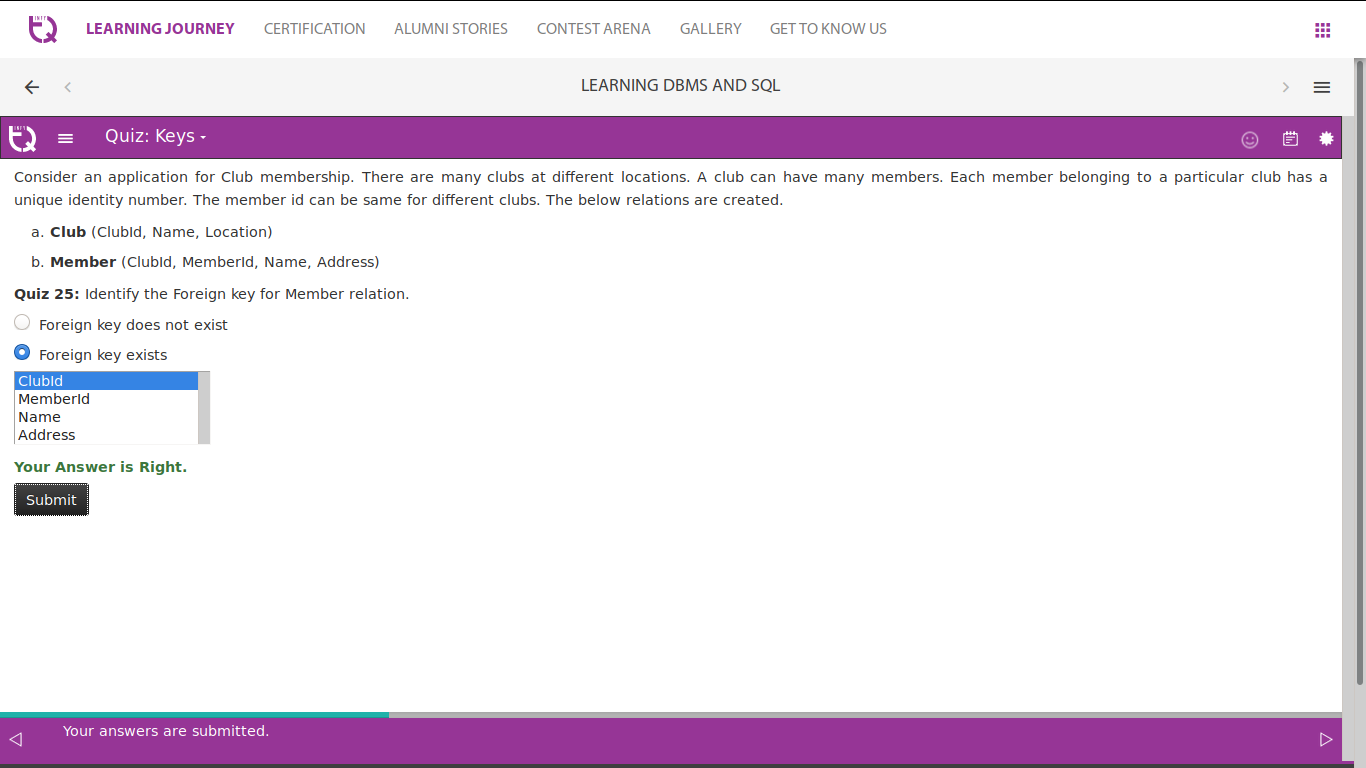 INFY TQ LEARNING JOURNEY CERTIFICATION ALUMNI STORIES CONTEST ARENA GALLERY GET TO KNOW US
LEARNING DBMS AND SQL
INFY TQ Quiz: Keys
Consider an application for Club membership. There are many clubs at different locations. A club can have many members. Each member belonging to a particular club has a
unique identity number. The member id can be same for different clubs. The below relations are created.
a. Club (ClubId, Name, Location)
b. Member (ClubId, MemberId, Name, Address)
Quiz 25: Identify the Foreign key for Member relation.
Foreign key does not exist
Foreign key exists
ClubId
MemberId
Name
Address
Your Answer is Right.
Submit
Your answers are submitted.